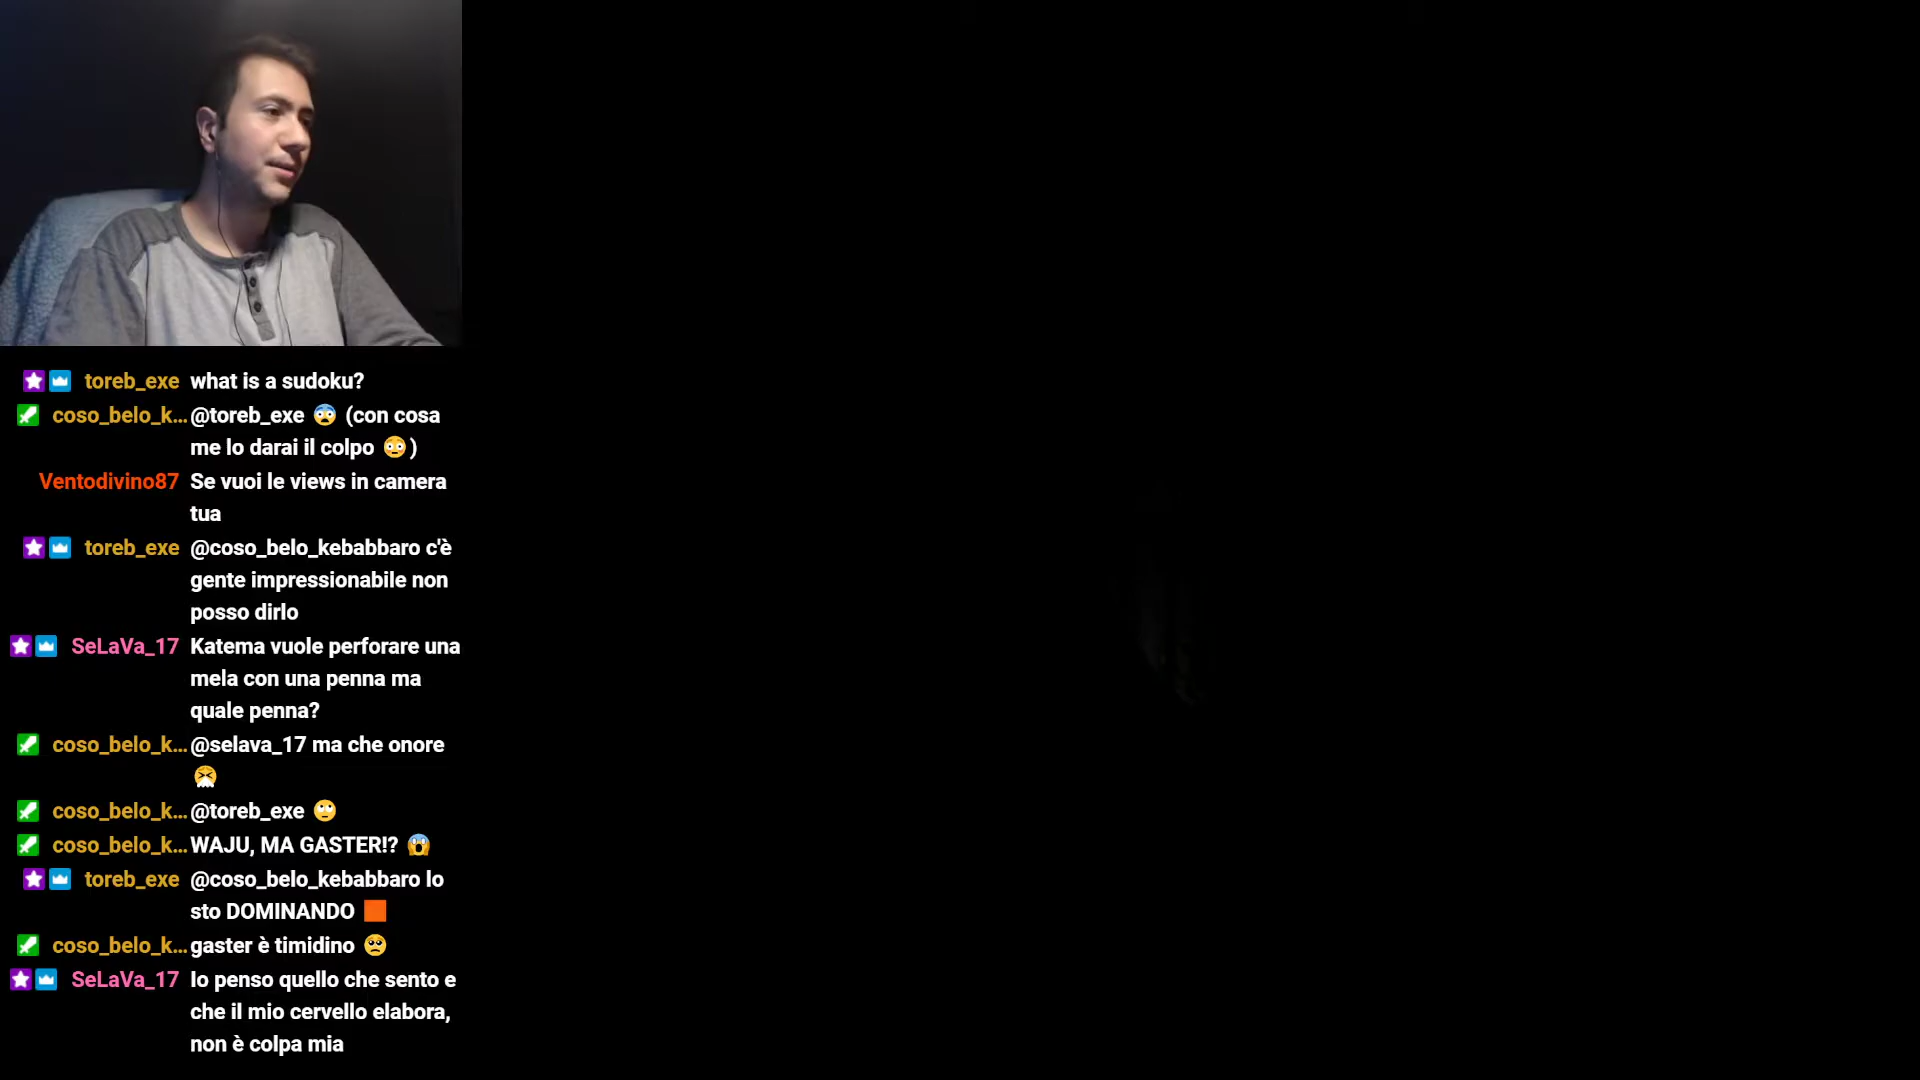 toreb_exe what is a sudoku?
coso_belo_k... @toreb_exe 😨 (con cosa
me lo darai il colpo 😳)
Ventodivino87 Se vuoi le views in camera
tua
toreb_exe @coso_belo_kebabbaro c'è
gente impressionabile non
posso dirlo
SeLaVa_17 Katema vuole perforare una
mela con una penna ma
quale penna?
coso_belo_k... @selava_17 ma che onore
😤
coso_belo_k... @toreb_exe 🙄
coso_belo_k... WAJU, MA GASTER!? 😱
toreb_exe @coso_belo_kebabbaro lo
sto DOMINANDO 🟧
coso_belo_k... gaster è timidino 🥺
SeLaVa_17 Io penso quello che sento e
che il mio cervello elabora,
non è colpa mia